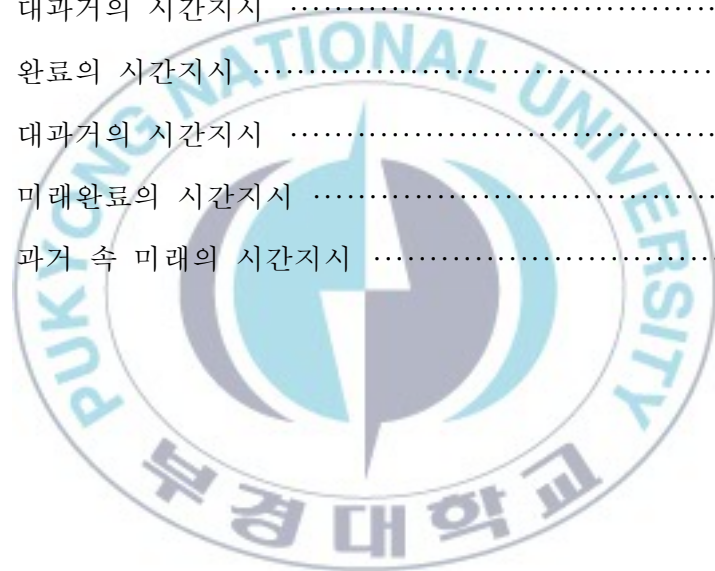 대과거의 시간지시 ……………………………………
완료의 시간지시 ……………………………………
대과거의 시간지시 ……………………………………
미래완료의 시간지시 ……………………………………
과거 속 미래의 시간지시 ……………………………
PUKYONG NATIONAL UNIVERSITY
부경대학교